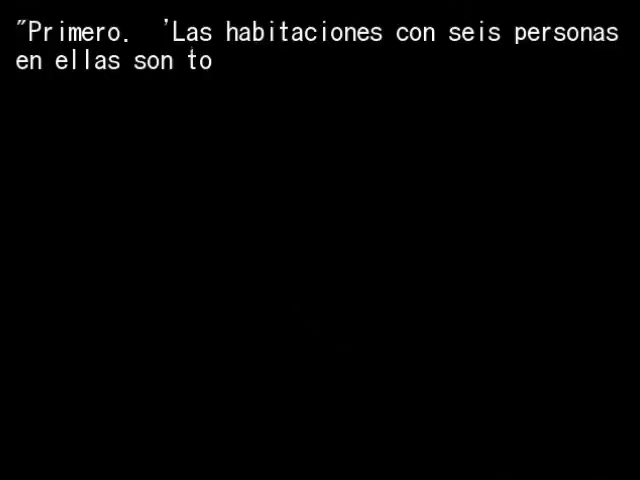 "Primero.  'Las habitaciones con seis personas
en ellas son to